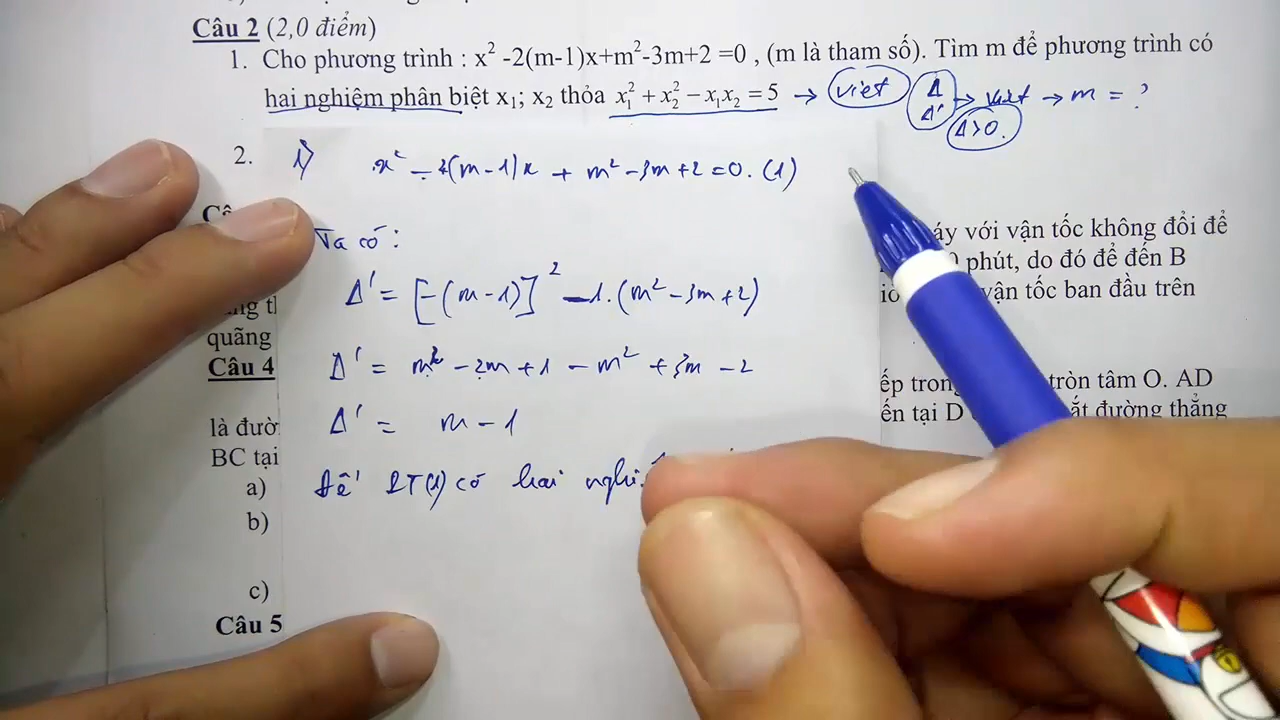 Câu 2 (2,0 điểm)
1. Cho phương trình : x² -2(m-1)x+m²-3m+2 =0 , (m là tham số). Tìm m để phương trình có
hai nghiệm phân biệt x₁; x₂ thỏa x₁² + x₂² − x₁x₂ = 5 → viet Δ Δ' → viet → m = ?
Δ>0.
2. 1) x² − 2(m−1)x + m² − 3m + 2 = 0. (1)
Ta có:
áy với vận tốc không đổi để
phút, do đó để đến B
Δ' = [−(m−1)]² − 1.(m² − 3m + 2)
vận tốc ban đầu trên
quãng
Δ' = m² − 2m + 1 − m² + 3m − 2
Câu 4
ếp trong tròn tâm O. AD
ến tại D ắt đường thẳng
là đườ
Δ' = m − 1
BC tại
a)
Để PT(1) có hai
b)
c)
Câu 5